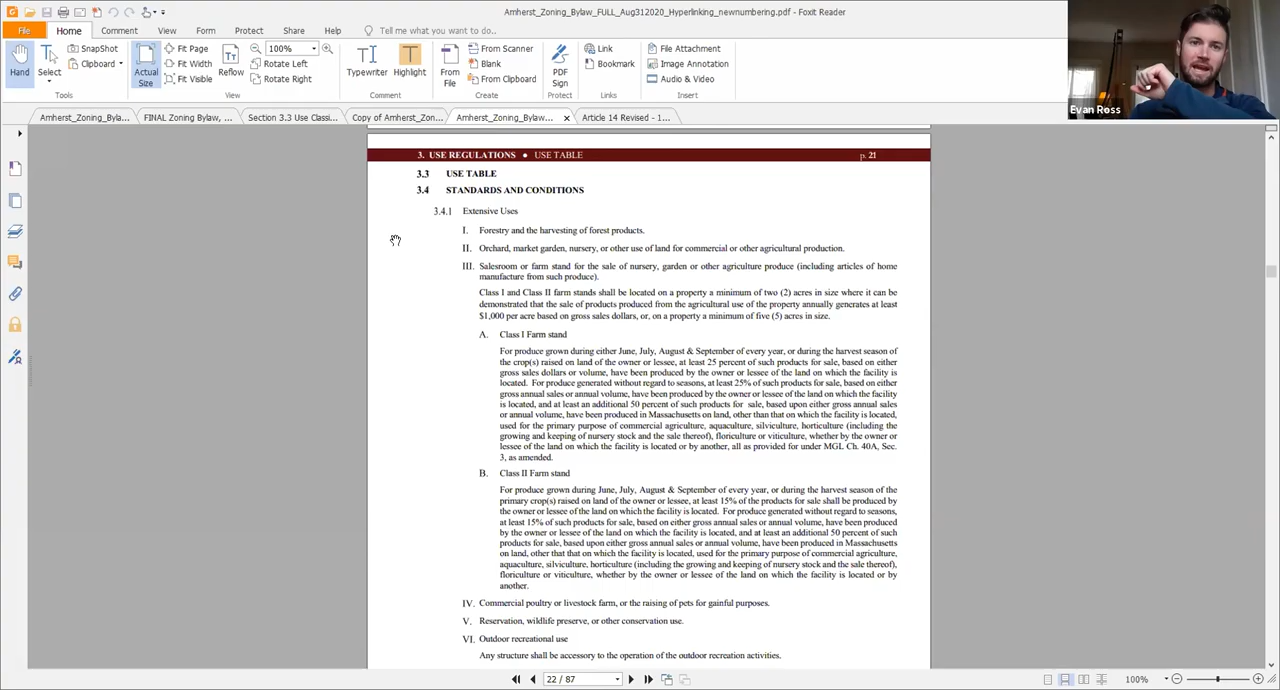 Amherst_Zoning_Bylaw_FULL_Aug312020_Hyperlinking_newnumbering.pdf - Foxit Reader
File Home Comment View Form Protect Share Help Tell me what you want to do...
Hand
Select
SnapShot
Clipboard
Tools
Actual Size
Fit Page
Fit Width
Fit Visible
Reflow
100%
Rotate Left
Rotate Right
View
Typewriter
Highlight
Comment
From File
From Scanner
Blank
From Clipboard
Create
PDF Sign
Protect
Link
Bookmark
Links
File Attachment
Image Annotation
Audio & Video
Insert
Evan Ross
Amherst_Zoning_Byla... FINAL Zoning Bylaw, ... Section 3.3 Use Classi... Copy of Amherst_Zon... Amherst_Zoning_Bylaw... Article 14 Revised - 1...
3. USE REGULATIONS • USE TABLE p. 21
3.3 USE TABLE
3.4 STANDARDS AND CONDITIONS
3.4.1 Extensive Uses
I. Forestry and the harvesting of forest products.
II. Orchard, market garden, nursery, or other use of land for commercial or other agricultural production.
III. Salesroom or farm stand for the sale of nursery, garden or other agriculture produce (including articles of home
manufacture from such produce).
Class I and Class II farm stands shall be located on a property a minimum of two (2) acres in size where it can be
demonstrated that the sale of products produced from the agricultural use of the property annually generates at least
$1,000 per acre based on gross sales dollars, or, on a property a minimum of five (5) acres in size.
A. Class I Farm stand
For produce grown during either June, July, August & September of every year, or during the harvest season of
the crop(s) raised on land of the owner or lessee, at least 25 percent of such products for sale, based on either
gross sales dollars or volume, have been produced by the owner or lessee of the land on which the facility is
located. For produce generated without regard to seasons, at least 25% of such products for sale, based on either
gross annual sales or annual volume, have been produced by the owner or lessee of the land on which the facility
is located, and at least an additional 50 percent of such products for sale, based upon either gross annual sales
or annual volume, have been produced in Massachusetts on land, other than that on which the facility is located,
used for the primary purpose of commercial agriculture, aquaculture, silviculture, horticulture (including the
growing and keeping of nursery stock and the sale thereof), floriculture or viticulture, whether by the owner or
lessee of the land on which the facility is located or by another, all as provided for under MGL Ch. 40A, Sec.
3, as amended.
B. Class II Farm stand
For produce grown during June, July, August & September of every year, or during the harvest season of the
primary crop(s) raised on land of the owner or lessee, at least 15% of the products for sale shall be produced by
the owner or lessee of the land on which the facility is located. For produce generated without regard to seasons,
at least 15% of such products for sale, based on either gross annual sales or annual volume, have been produced
by the owner or lessee of the land on which the facility is located, and at least an additional 50 percent of such
products for sale, based upon either gross annual sales or annual volume, have been produced in Massachusetts
on land, other that that on which the facility is located, used for the primary purpose of commercial agriculture,
aquaculture, silviculture, horticulture (including the growing and keeping of nursery stock and the sale thereof),
floriculture or viticulture, whether by the owner or lessee of the land on which the facility is located or by
another.
IV. Commercial poultry or livestock farm, or the raising of pets for gainful purposes.
V. Reservation, wildlife preserve, or other conservation use.
VI. Outdoor recreational use
Any structure shall be accessory to the operation of the outdoor recreation activities.
22 / 87
100%